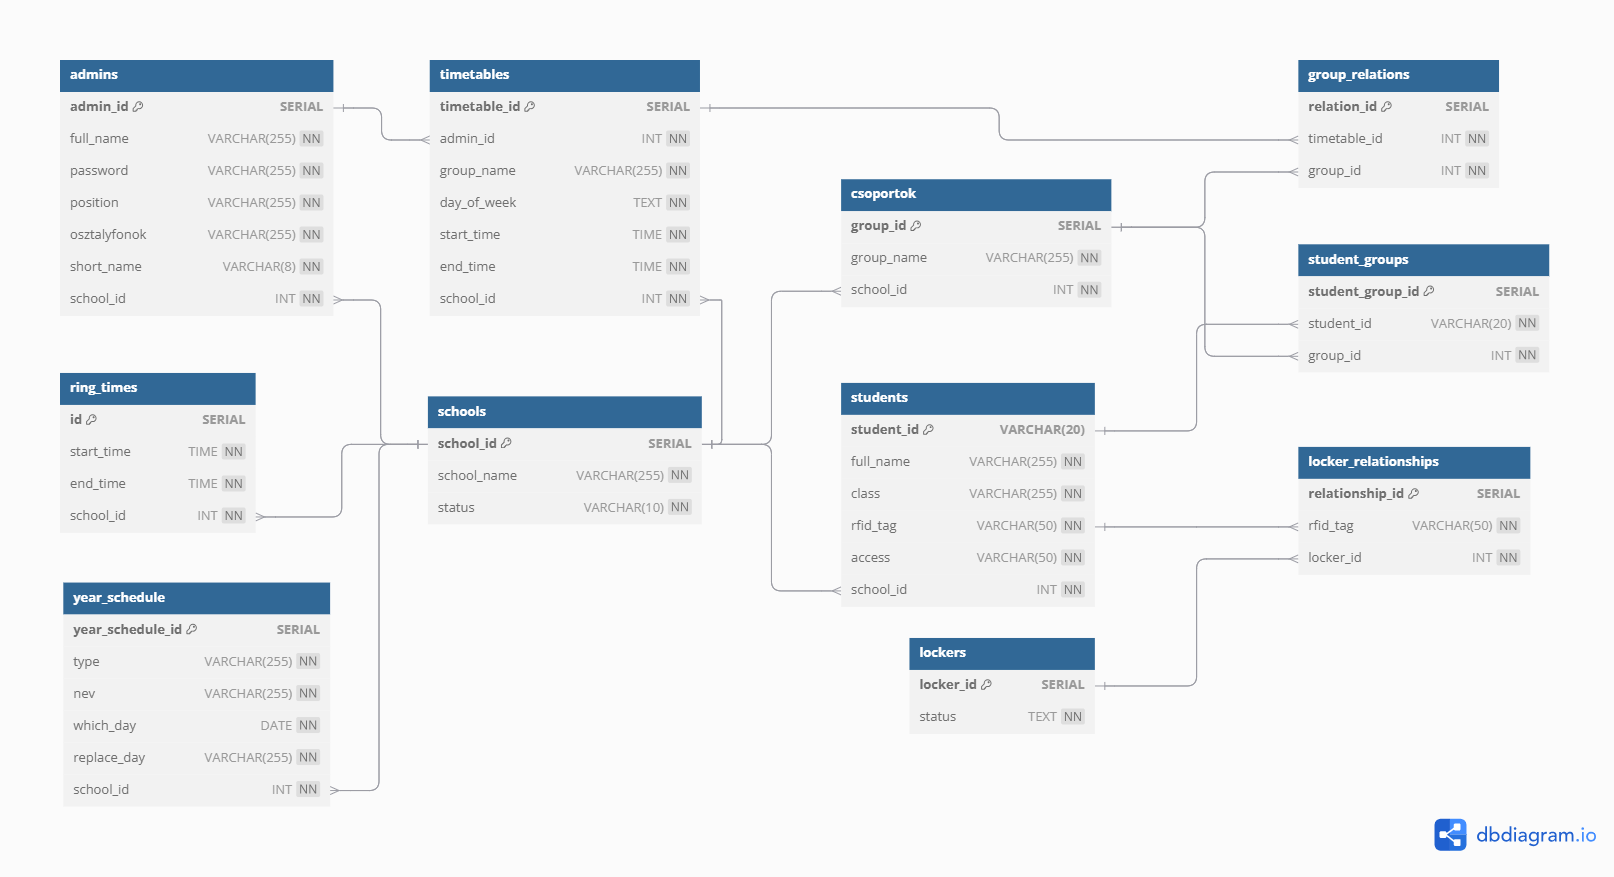 admins
admin_id SERIAL
full_name VARCHAR(255) NN
password VARCHAR(255) NN
position VARCHAR(255) NN
osztalyfonok VARCHAR(255) NN
short_name VARCHAR(8) NN
school_id INT NN
timetables
timetable_id SERIAL
admin_id INT NN
group_name VARCHAR(255) NN
day_of_week TEXT NN
start_time TIME NN
end_time TIME NN
school_id INT NN
group_relations
relation_id SERIAL
timetable_id INT NN
group_id INT NN
csoportok
group_id SERIAL
group_name VARCHAR(255) NN
school_id INT NN
student_groups
student_group_id SERIAL
student_id VARCHAR(20) NN
group_id INT NN
ring_times
id SERIAL
start_time TIME NN
end_time TIME NN
school_id INT NN
schools
school_id SERIAL
school_name VARCHAR(255) NN
status VARCHAR(10) NN
students
student_id VARCHAR(20)
full_name VARCHAR(255) NN
class VARCHAR(255) NN
rfid_tag VARCHAR(50) NN
access VARCHAR(50) NN
school_id INT NN
locker_relationships
relationship_id SERIAL
rfid_tag VARCHAR(50) NN
locker_id INT NN
year_schedule
year_schedule_id SERIAL
type VARCHAR(255) NN
nev VARCHAR(255) NN
which_day DATE NN
replace_day VARCHAR(255) NN
school_id INT NN
lockers
locker_id SERIAL
status TEXT NN
dbdiagram.io